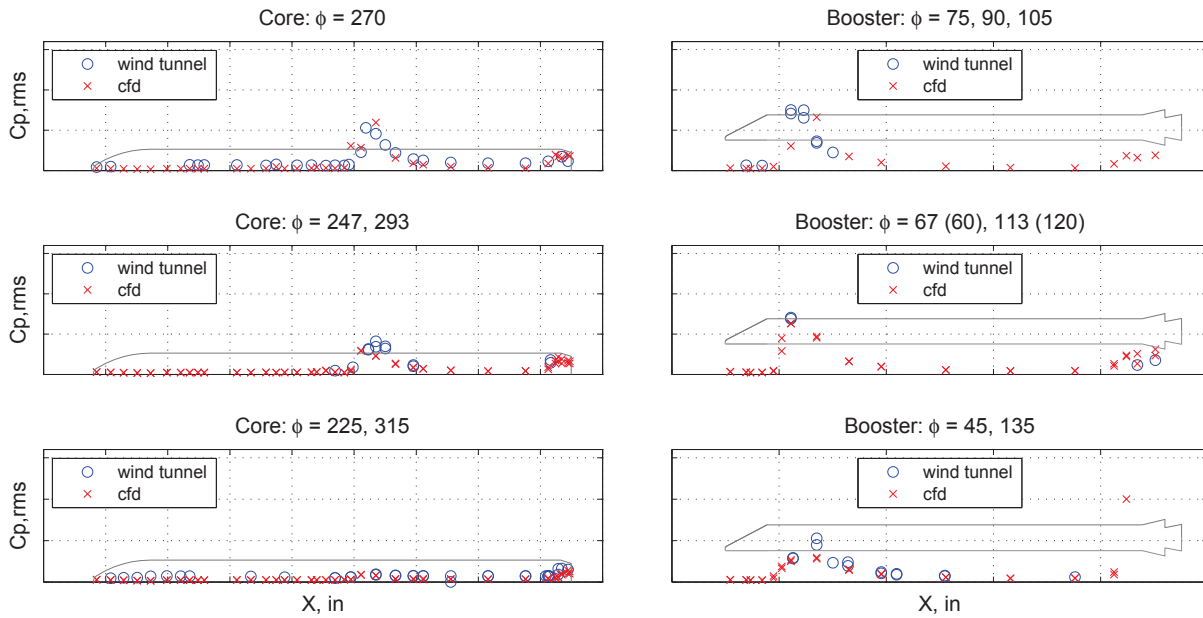 Core: ϕ = 270
Cp,rms
wind tunnel
cfd
Booster: ϕ = 75, 90, 105
wind tunnel
cfd
Core: ϕ = 247, 293
Cp,rms
wind tunnel
cfd
Booster: ϕ = 67 (60), 113 (120)
wind tunnel
cfd
Core: ϕ = 225, 315
Cp,rms
wind tunnel
cfd
X, in
Booster: ϕ = 45, 135
wind tunnel
cfd
X, in